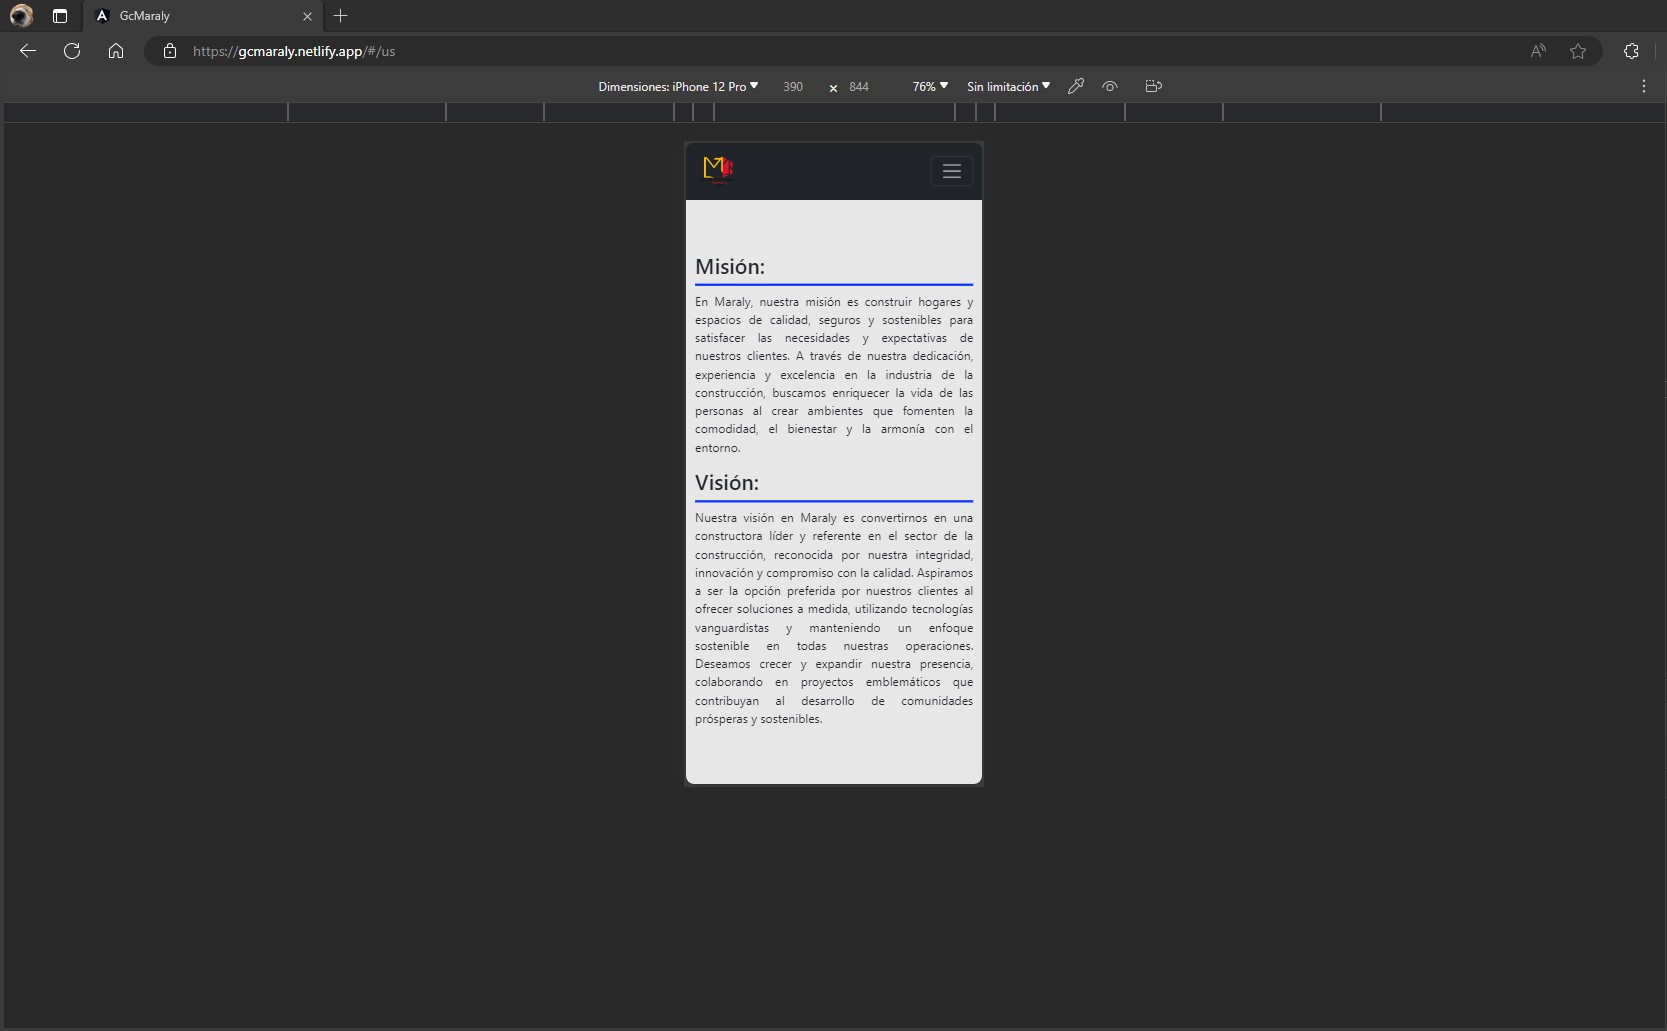 GcMaraly
https://gcmaraly.netlify.app/#/us
Dimensiones: iPhone 12 Pro 390 × 844 76% Sin limitación
Misión:
En Maraly, nuestra misión es construir hogares y
espacios de calidad, seguros y sostenibles para
satisfacer las necesidades y expectativas de
nuestros clientes. A través de nuestra dedicación,
experiencia y excelencia en la industria de la
construcción, buscamos enriquecer la vida de las
personas al crear ambientes que fomenten la
comodidad, el bienestar y la armonía con el
entorno.
Visión:
Nuestra visión en Maraly es convertirnos en una
constructora líder y referente en el sector de la
construcción, reconocida por nuestra integridad,
innovación y compromiso con la calidad. Aspiramos
a ser la opción preferida por nuestros clientes al
ofrecer soluciones a medida, utilizando tecnologías
vanguardistas y manteniendo un enfoque
sostenible en todas nuestras operaciones.
Deseamos crecer y expandir nuestra presencia,
colaborando en proyectos emblemáticos que
contribuyan al desarrollo de comunidades
prósperas y sostenibles.